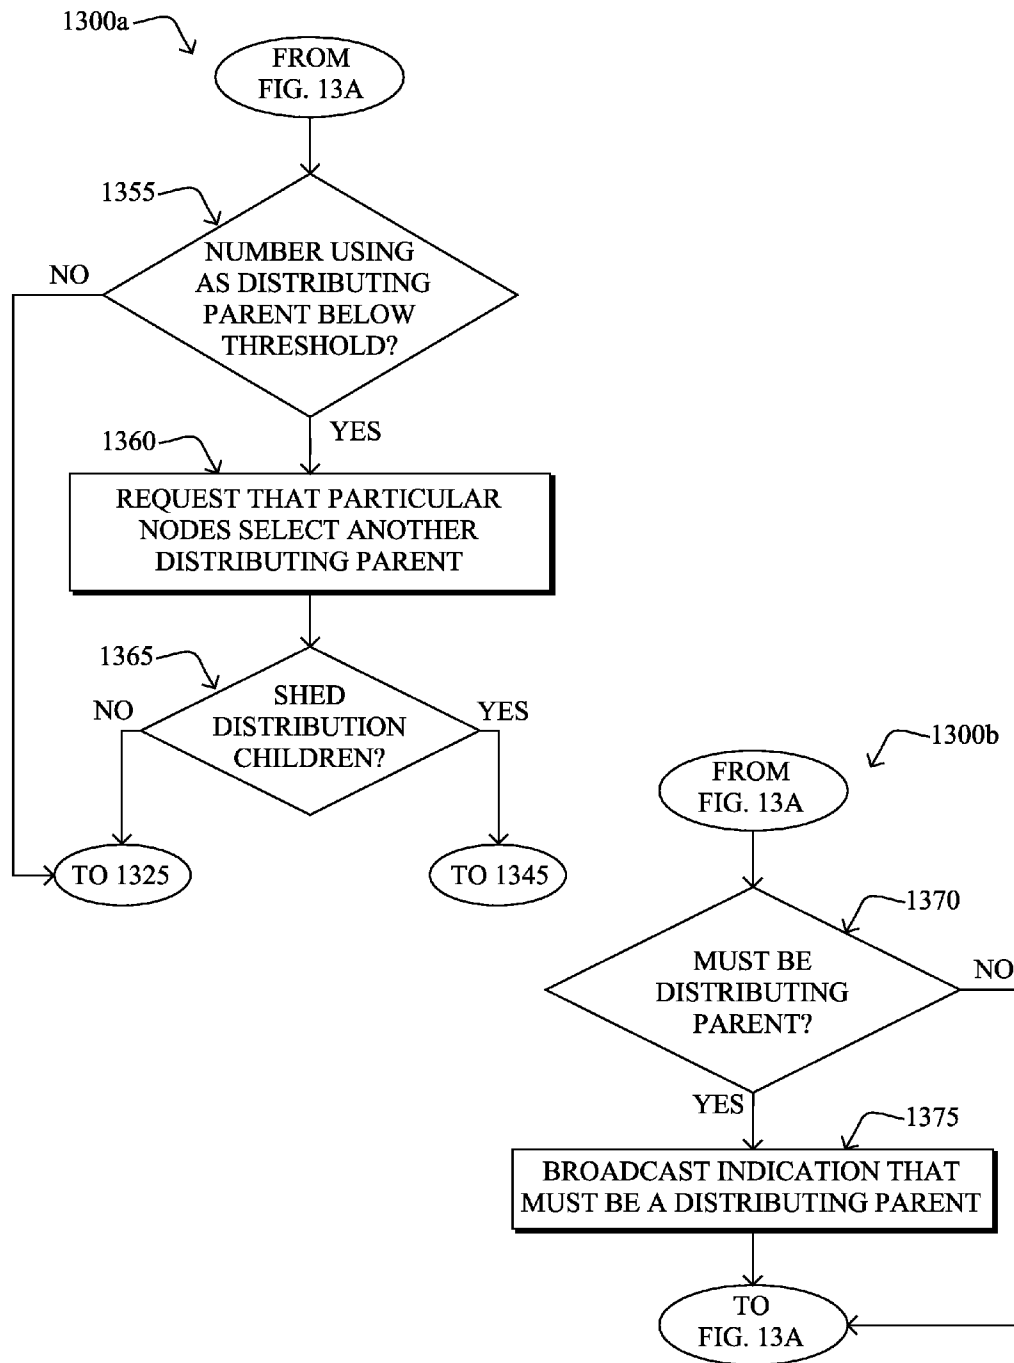 1300a
FROM
FIG. 13A
1355
NUMBER USING
AS DISTRIBUTING
PARENT BELOW
THRESHOLD?
NO
YES
1360
REQUEST THAT PARTICULAR
NODES SELECT ANOTHER
DISTRIBUTING PARENT
1365
SHED
DISTRIBUTION
CHILDREN?
NO
YES
TO 1325
TO 1345
1300b
FROM
FIG. 13A
1370
MUST BE
DISTRIBUTING
PARENT?
NO
YES
1375
BROADCAST INDICATION THAT
MUST BE A DISTRIBUTING PARENT
TO
FIG. 13A